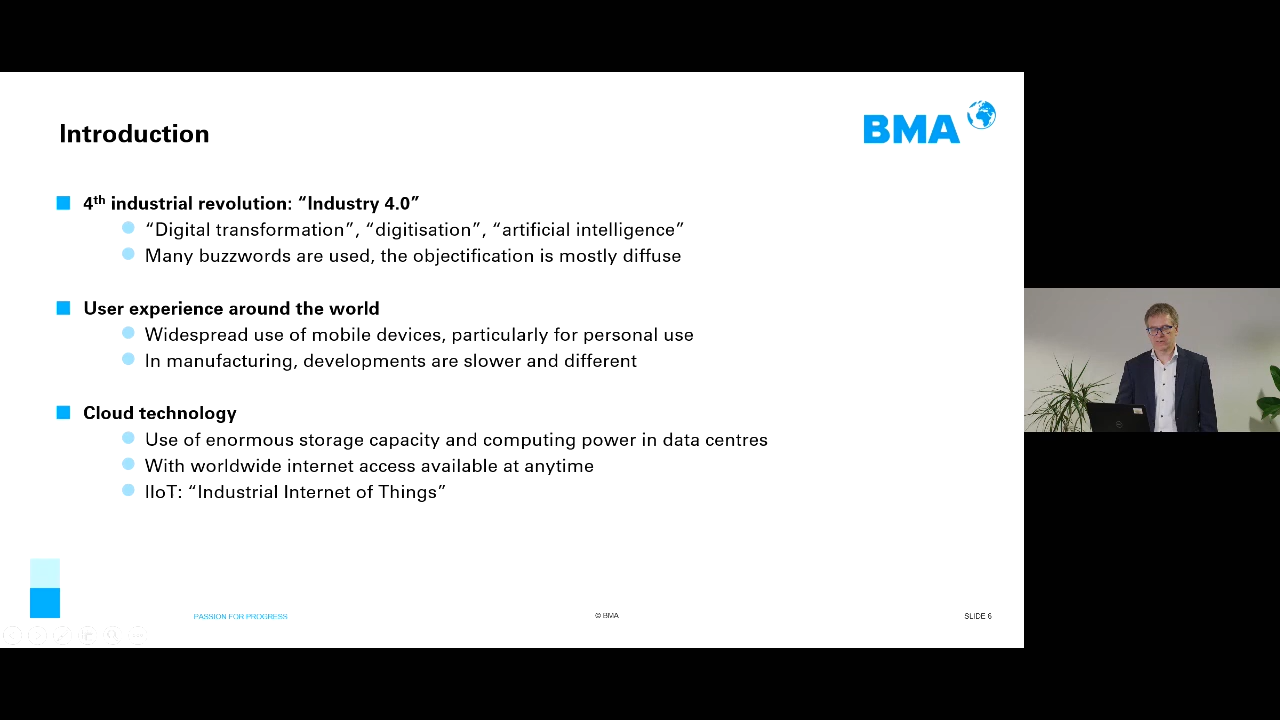 Introduction
BMA
4th industrial revolution: “Industry 4.0”
“Digital transformation”, “digitisation”, “artificial intelligence”
Many buzzwords are used, the objectification is mostly diffuse
User experience around the world
Widespread use of mobile devices, particularly for personal use
In manufacturing, developments are slower and different
Cloud technology
Use of enormous storage capacity and computing power in data centres
With worldwide internet access available at anytime
IIoT: “Industrial Internet of Things”
PASSION FOR PROGRESS
© BMA
SLIDE 6